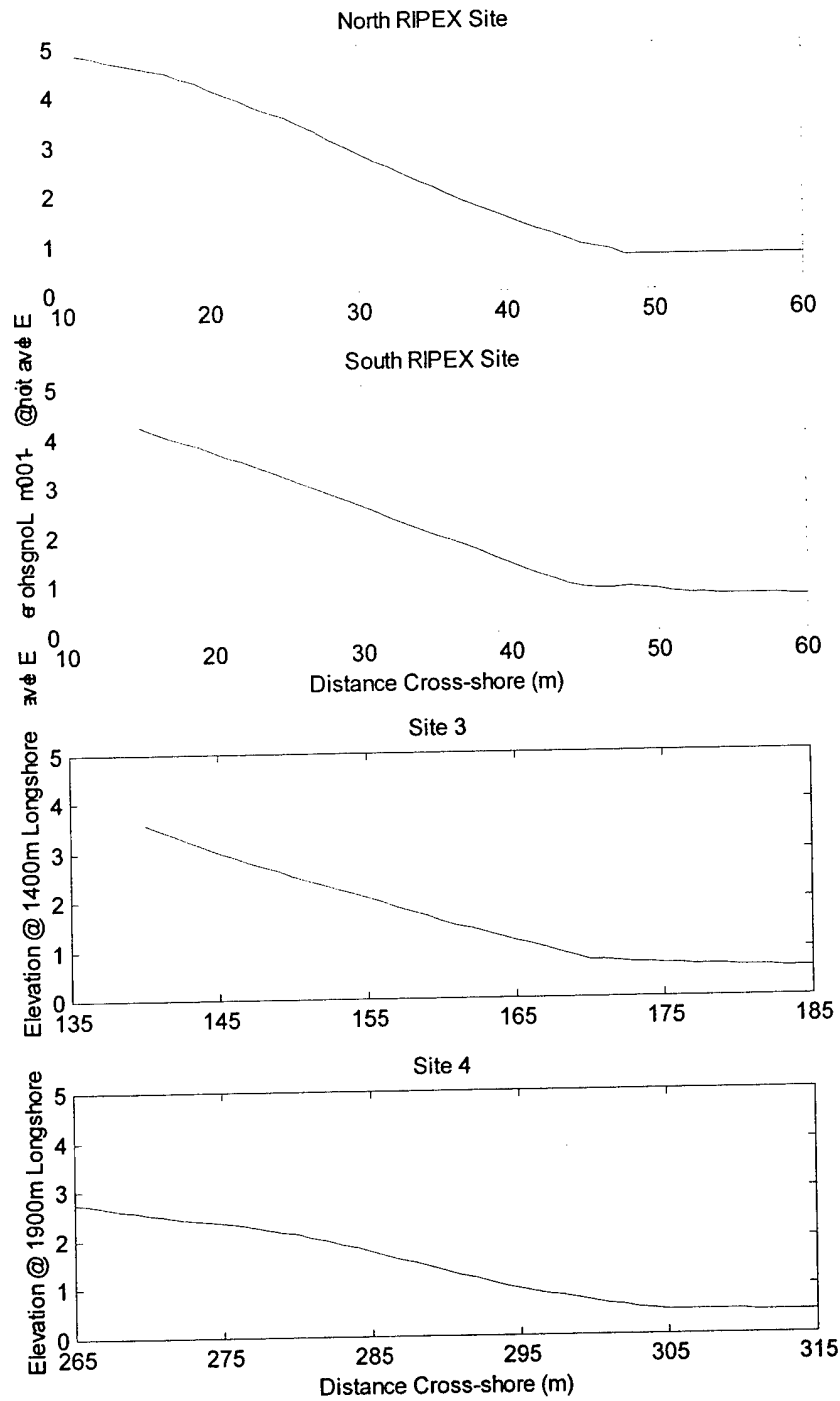 North RIPEX Site
5
4
3
2
1
0
10 20 30 40 50 60
South RIPEX Site
5
4
3
2
1
0
10 20 30 40 50 60
Distance Cross-shore (m)
Site 3
Elevation @ 1400m Longshore
5
4
3
2
1
0
135 145 155 165 175 185
Site 4
Elevation @ 1900m Longshore
5
4
3
2
1
0
265 275 285 295 305 315
Distance Cross-shore (m)